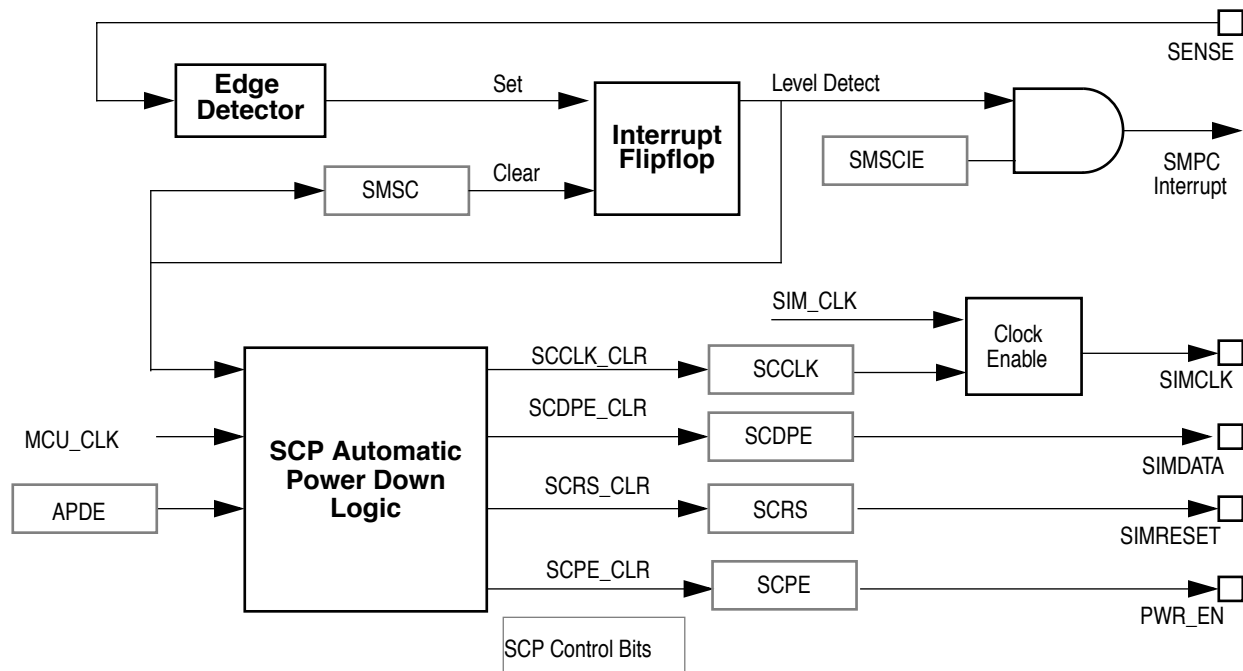 SENSE
Edge
Detector
Set
Interrupt
Flipflop
Level Detect
SMSC
Clear
SMSCIE
SMPC
Interrupt
SIM_CLK
Clock
Enable
SIMCLK
SCCLK_CLR
SCCLK
SCDPE_CLR
SCDPE
SIMDATA
MCU_CLK
SCP Automatic
Power Down
Logic
APDE
SCRS_CLR
SCRS
SIMRESET
SCPE_CLR
SCPE
PWR_EN
SCP Control Bits